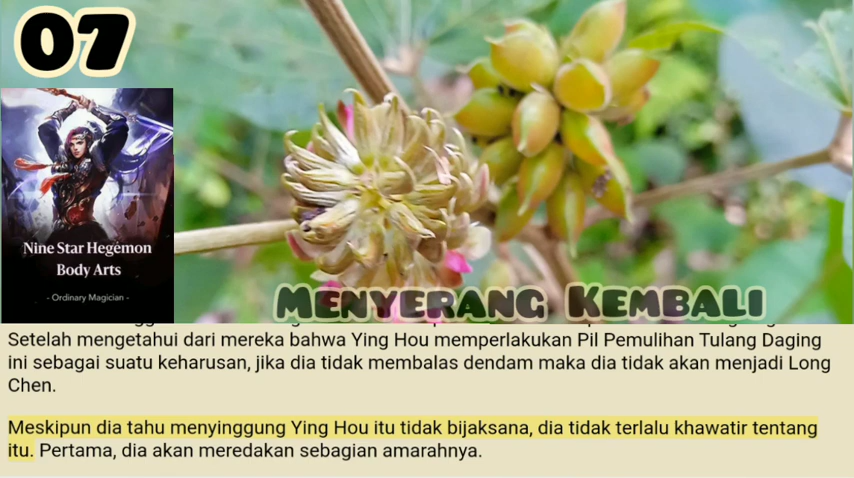 07
Nine Star Hegemon
Body Arts
- Ordinary Magician -
MENYERANG KEMBALI
Setelah mengetahui dari mereka bahwa Ying Hou memperlakukan Pil Pemulihan Tulang Daging
ini sebagai suatu keharusan, jika dia tidak membalas dendam maka dia tidak akan menjadi Long
Chen.
Meskipun dia tahu menyinggung Ying Hou itu tidak bijaksana, dia tidak terlalu khawatir tentang
itu. Pertama, dia akan meredakan sebagian amarahnya.